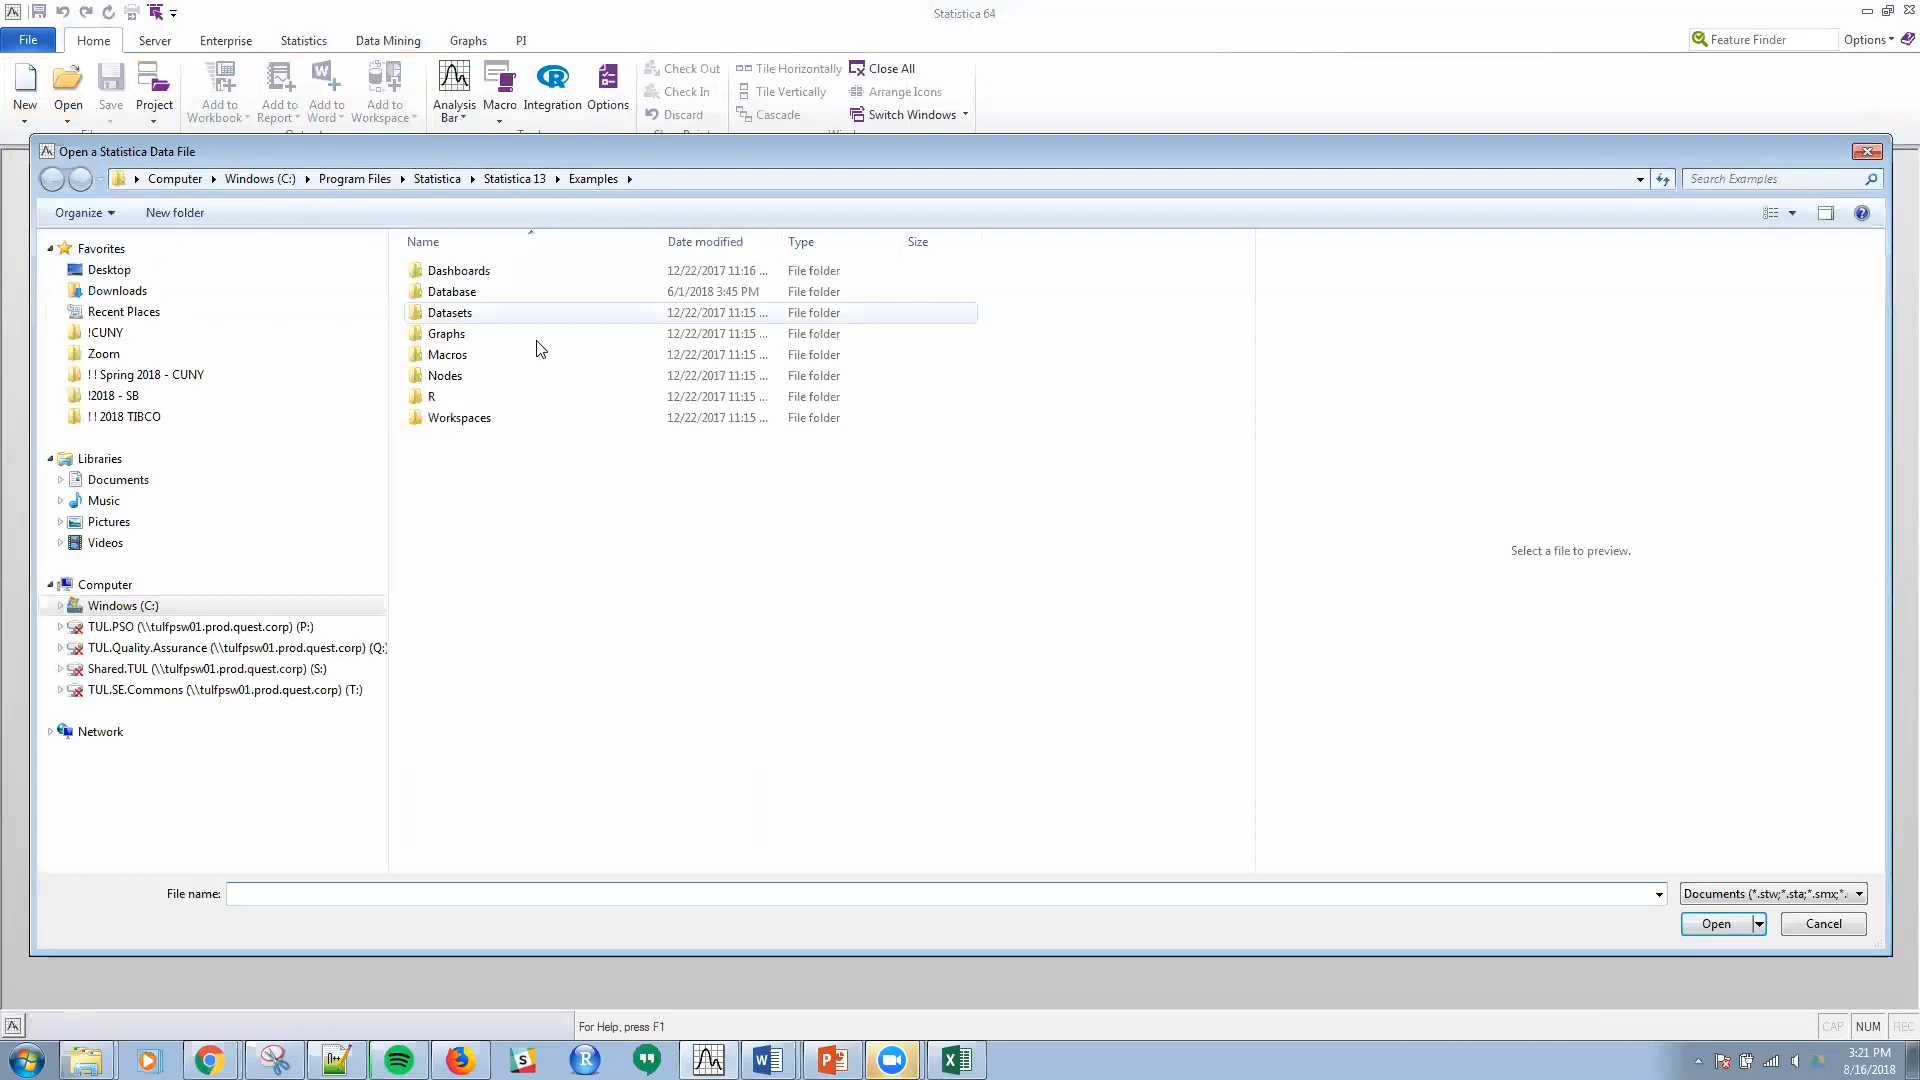 Statistica 64
File Home Server Enterprise Statistics Data Mining Graphs PI Feature Finder Options
New Open Save Project Add to Workbook Add to Report Add to Word Add to Workspace Analysis Bar Macro Integration Options
Check Out Tile Horizontally Close All
Check In Tile Vertically Arrange Icons
Discard Cascade Switch Windows
Open a Statistica Data File
Computer Windows (C:) Program Files Statistica Statistica 13 Examples Search Examples
Organize New folder
Name Date modified Type Size
Dashboards 12/22/2017 11:16 ... File folder
Database 6/1/2018 3:45 PM File folder
Datasets 12/22/2017 11:15 ... File folder
Graphs 12/22/2017 11:15 ... File folder
Macros 12/22/2017 11:15 ... File folder
Nodes 12/22/2017 11:15 ... File folder
R 12/22/2017 11:15 ... File folder
Workspaces 12/22/2017 11:15 ... File folder
Favorites
Desktop
Downloads
Recent Places
!CUNY
Zoom
! ! Spring 2018 - CUNY
!2018 - SB
! ! 2018 TIBCO
Libraries
Documents
Music
Pictures
Videos
Computer
Windows (C:)
TUL.PSO (\\tulfpsw01.prod.quest.corp) (P:)
TUL.Quality.Assurance (\\tulfpsw01.prod.quest.corp) (Q:)
Shared.TUL (\\tulfpsw01.prod.quest.corp) (S:)
TUL.SE.Commons (\\tulfpsw01.prod.quest.corp) (T:)
Network
Select a file to preview.
File name: Documents (*.stw;*.sta;*.smx;*.
Open Cancel
For Help, press F1 CAP NUM REC
3:21 PM
8/16/2018